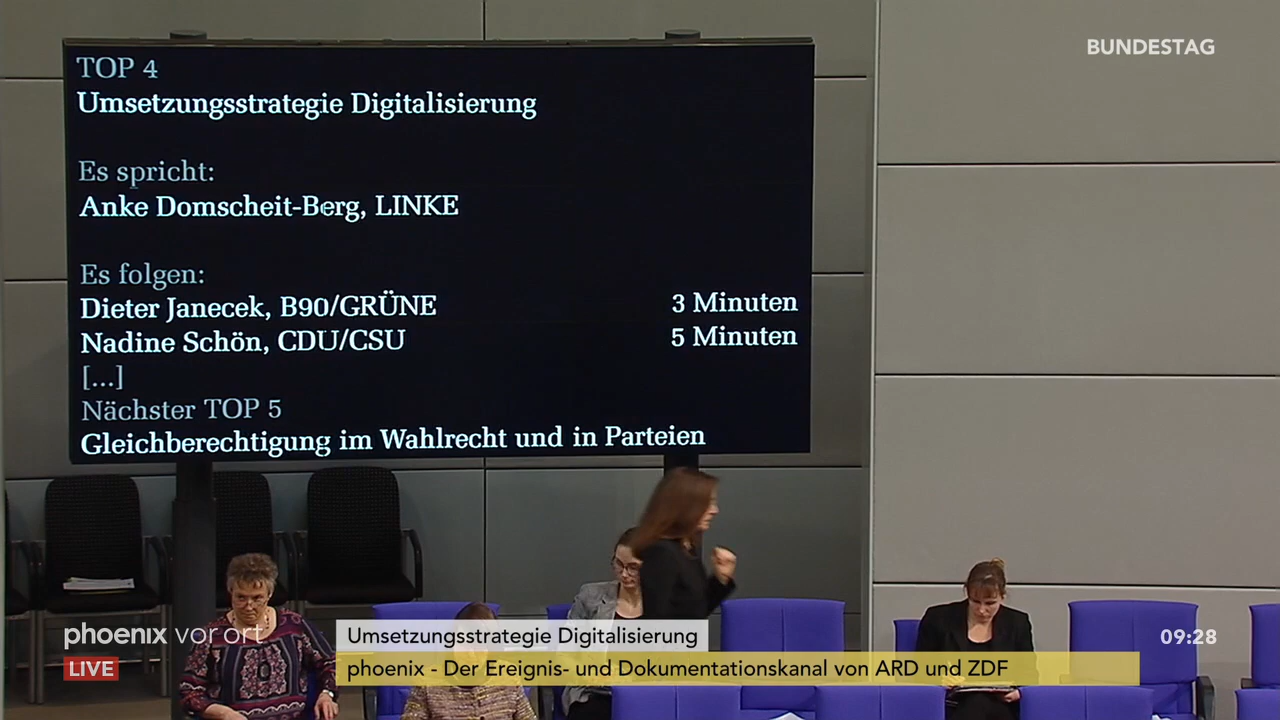 BUNDESTAG
TOP 4
Umsetzungsstrategie Digitalisierung
Es spricht:
Anke Domscheit-Berg, LINKE
Es folgen:
Dieter Janecek, B90/GRÜNE 3 Minuten
Nadine Schön, CDU/CSU 5 Minuten
[...]
Nächster TOP 5
Gleichberechtigung im Wahlrecht und in Parteien
phoenix vor ort
Umsetzungsstrategie Digitalisierung
09:28
LIVE
phoenix - Der Ereignis- und Dokumentationskanal von ARD und ZDF